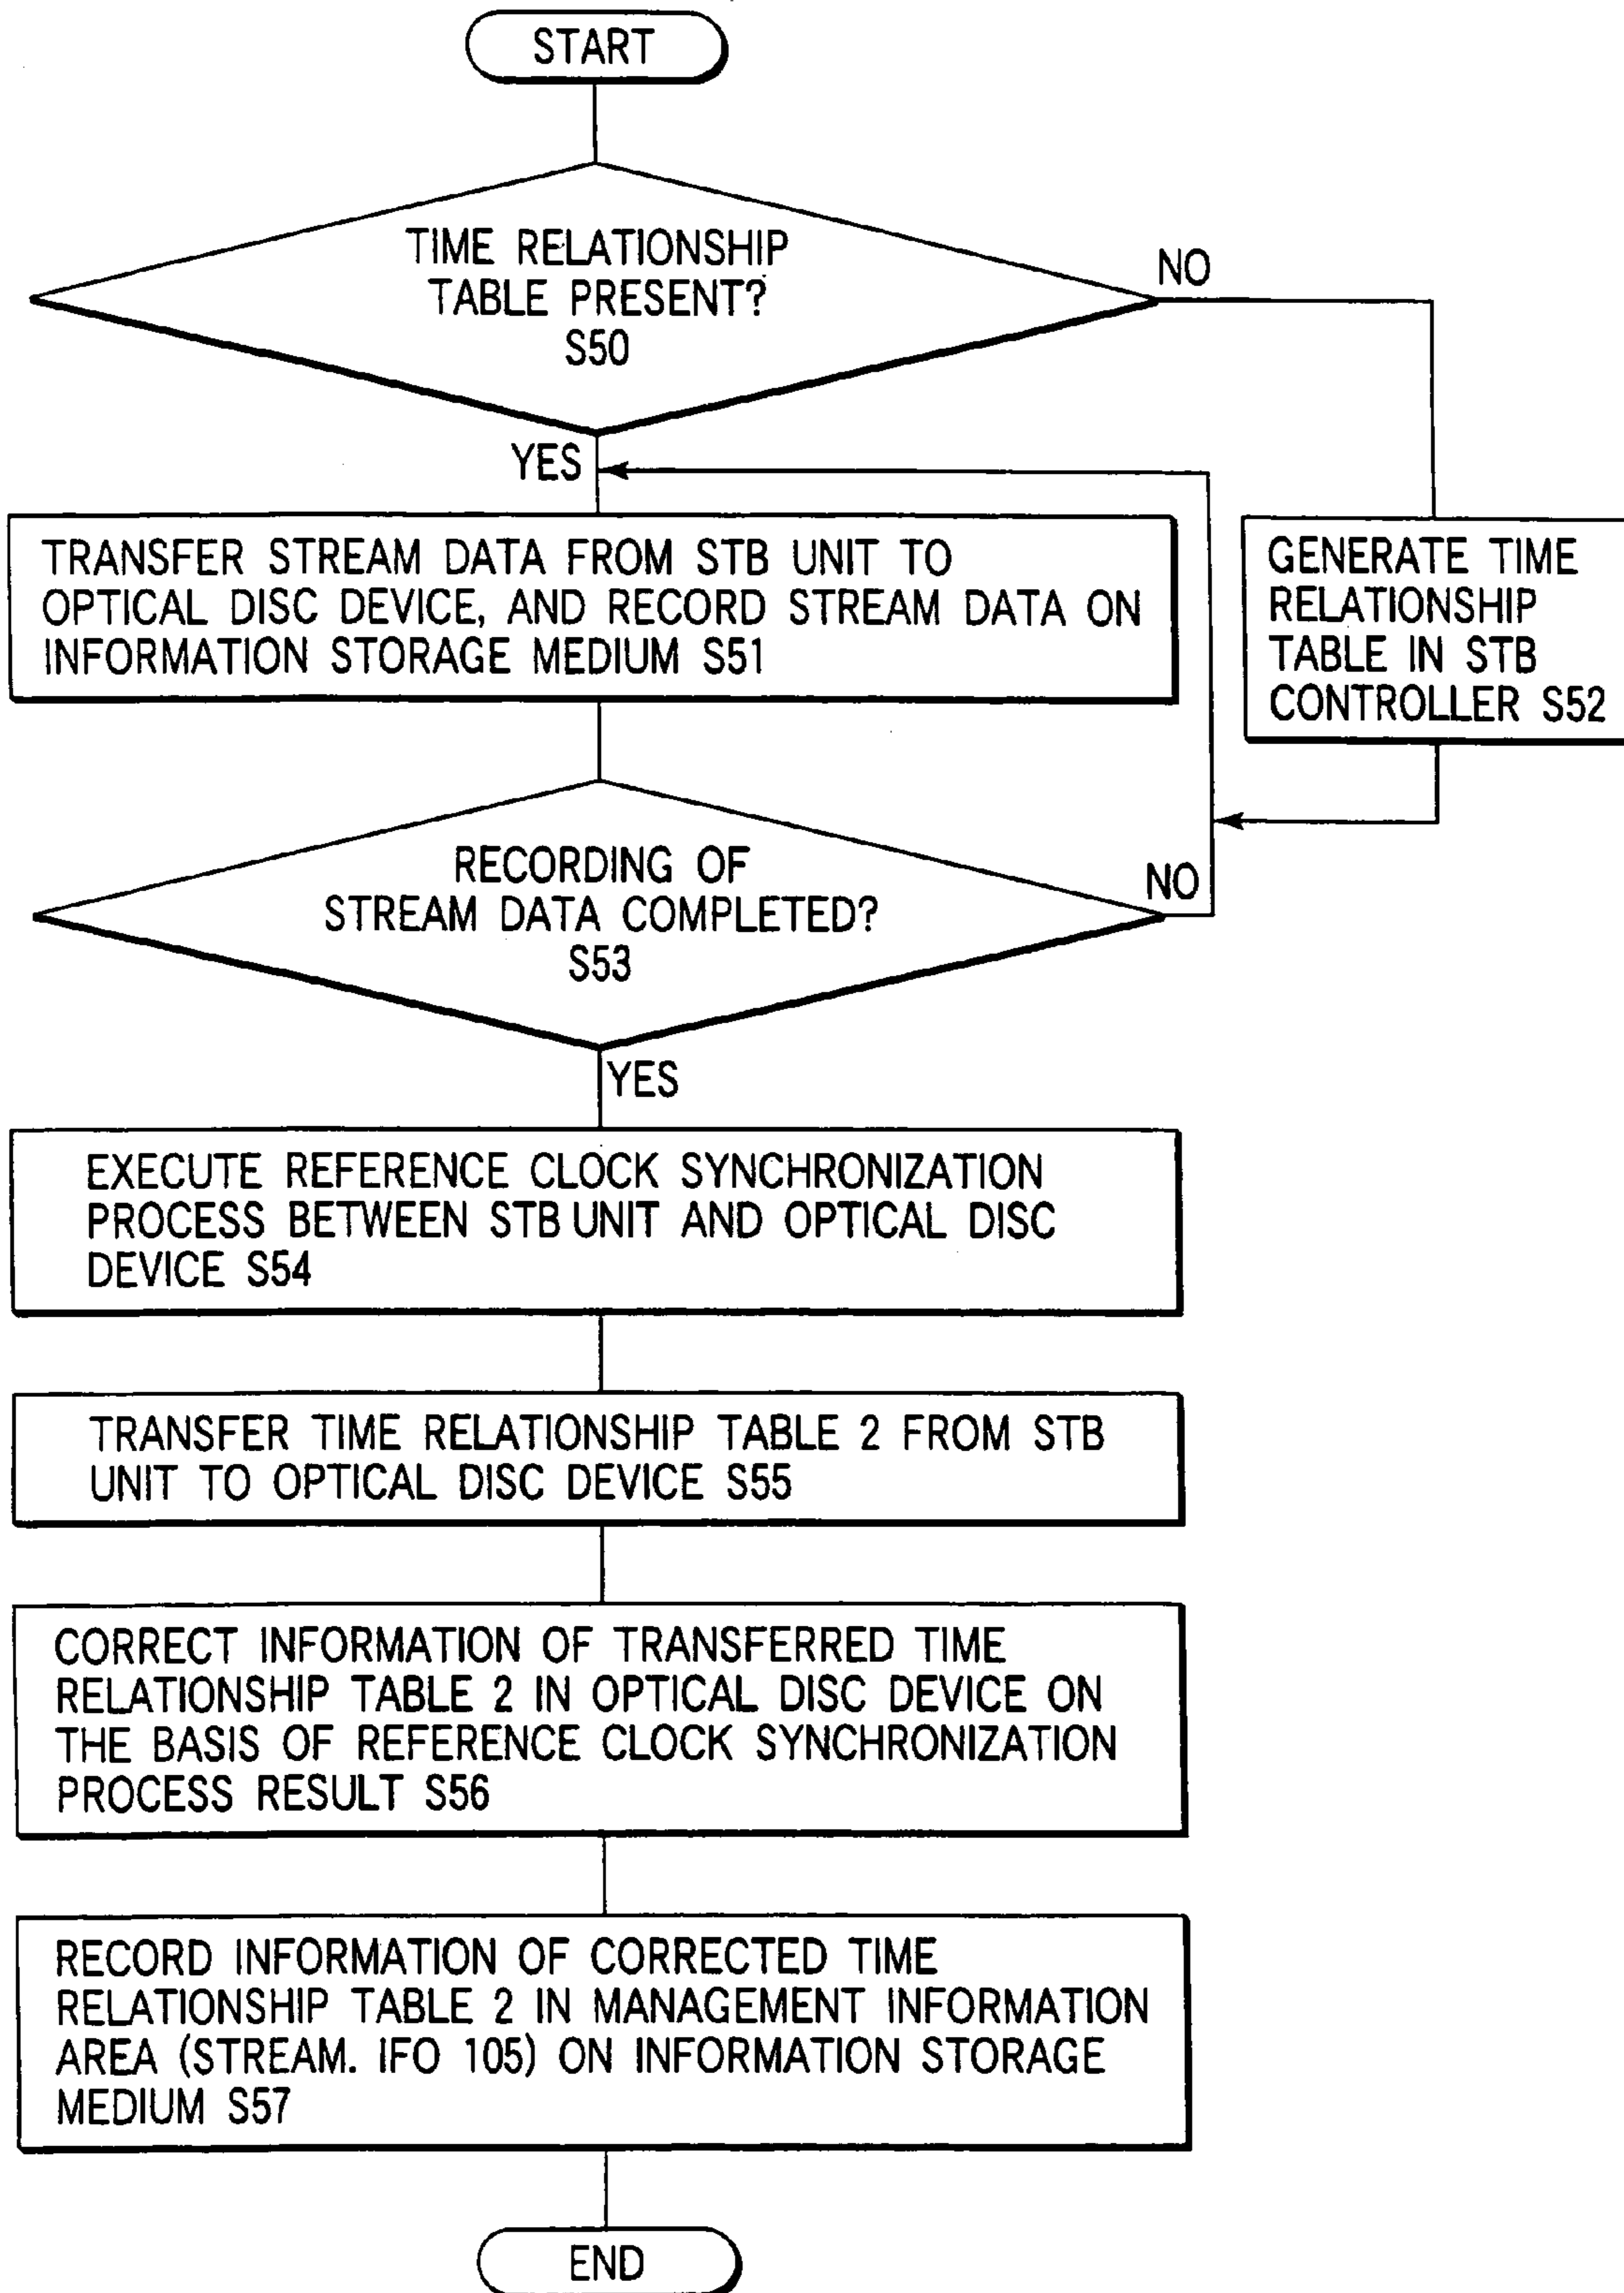 START
TIME RELATIONSHIP
TABLE PRESENT?
S50
NO
YES
TRANSFER STREAM DATA FROM STB UNIT TO
OPTICAL DISC DEVICE, AND RECORD STREAM DATA ON
INFORMATION STORAGE MEDIUM S51
GENERATE TIME
RELATIONSHIP
TABLE IN STB
CONTROLLER S52
RECORDING OF
STREAM DATA COMPLETED?
S53
NO
YES
EXECUTE REFERENCE CLOCK SYNCHRONIZATION
PROCESS BETWEEN STB UNIT AND OPTICAL DISC
DEVICE S54
TRANSFER TIME RELATIONSHIP TABLE 2 FROM STB
UNIT TO OPTICAL DISC DEVICE S55
CORRECT INFORMATION OF TRANSFERRED TIME
RELATIONSHIP TABLE 2 IN OPTICAL DISC DEVICE ON
THE BASIS OF REFERENCE CLOCK SYNCHRONIZATION
PROCESS RESULT S56
RECORD INFORMATION OF CORRECTED TIME
RELATIONSHIP TABLE 2 IN MANAGEMENT INFORMATION
AREA (STREAM. IFO 105) ON INFORMATION STORAGE
MEDIUM S57
END